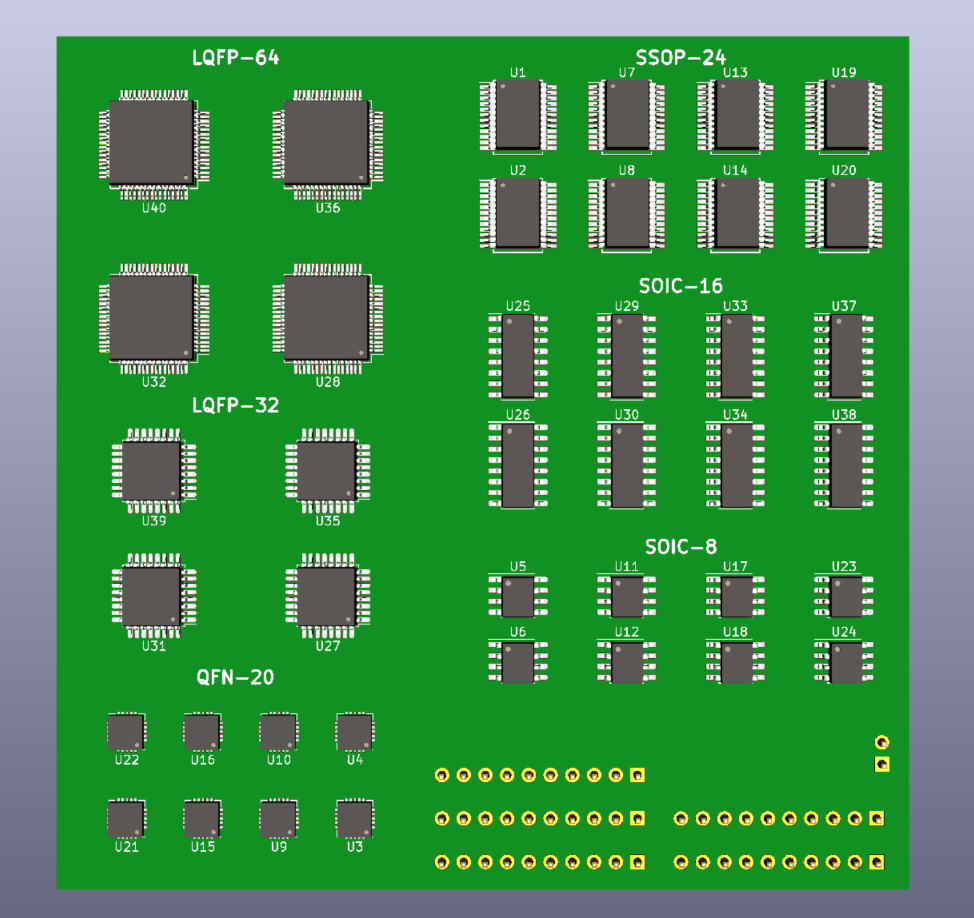 LQFP-64
U40 U36
U32 U28
LQFP-32
U39 U35
U31 U27
QFN-20
U22 U16 U10 U4
U21 U15 U9 U3
SSOP-24
U1 U7 U13 U19
U2 U8 U14 U20
SOIC-16
U25 U29 U33 U37
U26 U30 U34 U38
SOIC-8
U5 U11 U17 U23
U6 U12 U18 U24